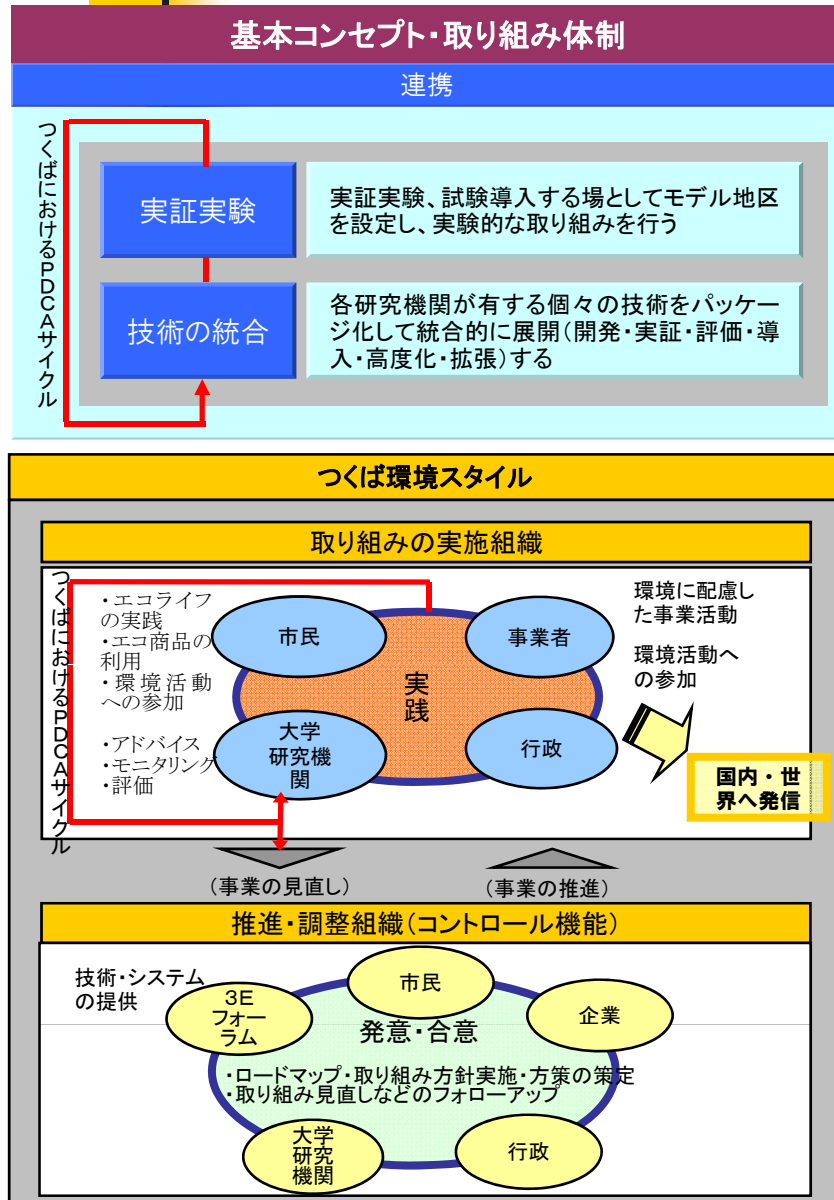 基本コンセプト・取り組み体制
連携
つくばにおけるPDCAサイクル
実証実験
実証実験、試験導入する場としてモデル地区
を設定し、実験的な取り組みを行う
技術の統合
各研究機関が有する個々の技術をパッケー
ジ化して統合的に展開(開発・実証・評価・導
入・高度化・拡張)する
つくば環境スタイル
取り組みの実施組織
つくばにおけるPDCAサイクル
・エコライフ
の実践
・エコ商品の
利用
・環境活動
への参加
・アドバイス
・モニタリング
・評価
市民
事業者
実践
大学
研究機
関
行政
環境に配慮し
た事業活動
環境活動へ
の参加
国内・世
界へ発信
(事業の見直し)
(事業の推進)
推進・調整組織(コントロール機能)
技術・システム
の提供
3E
フォー
ラム
市民
企業
発意・合意
・ロードマップ・取り組み方針実施・方策の策定
・取り組み見直しなどのフォローアップ
大学
研究
機関
行政